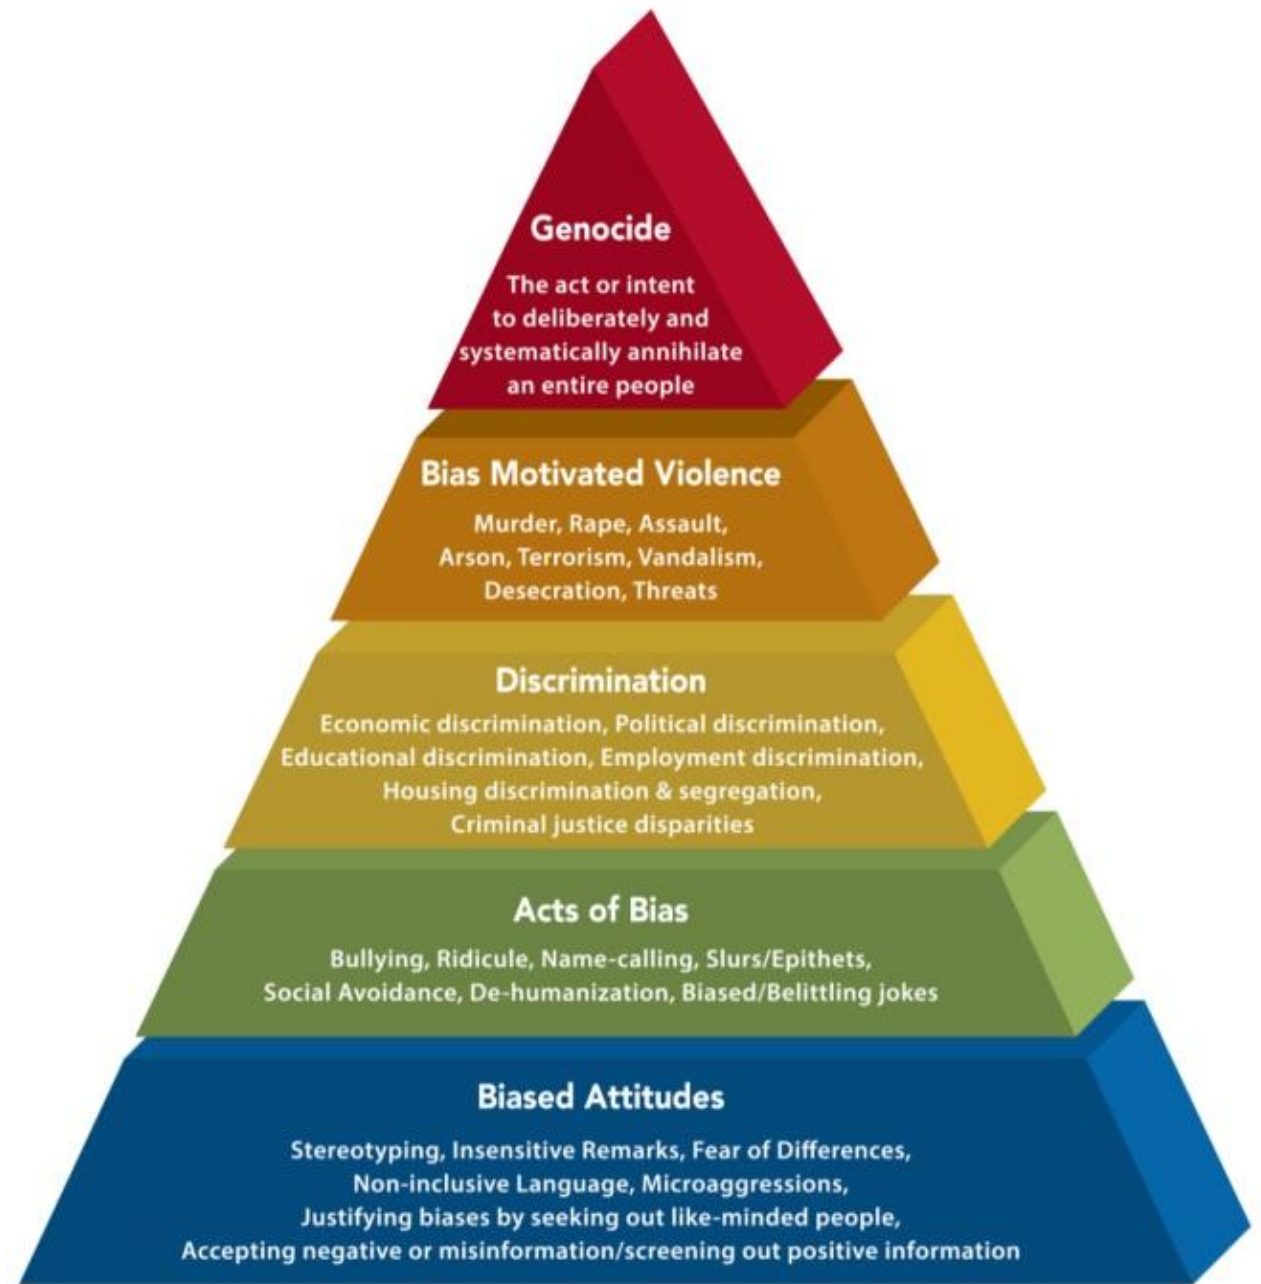 Genocide
The act or intent
to deliberately and
systematically annihilate
an entire people
Bias Motivated Violence
Murder, Rape, Assault,
Arson, Terrorism, Vandalism,
Desecration, Threats
Discrimination
Economic discrimination, Political discrimination,
Educational discrimination, Employment discrimination,
Housing discrimination & segregation,
Criminal justice disparities
Acts of Bias
Bullying, Ridicule, Name-calling, Slurs/Epithets,
Social Avoidance, De-humanization, Biased/Belittling jokes
Biased Attitudes
Stereotyping, Insensitive Remarks, Fear of Differences,
Non-inclusive Language, Microaggressions,
Justifying biases by seeking out like-minded people,
Accepting negative or misinformation/screening out positive information